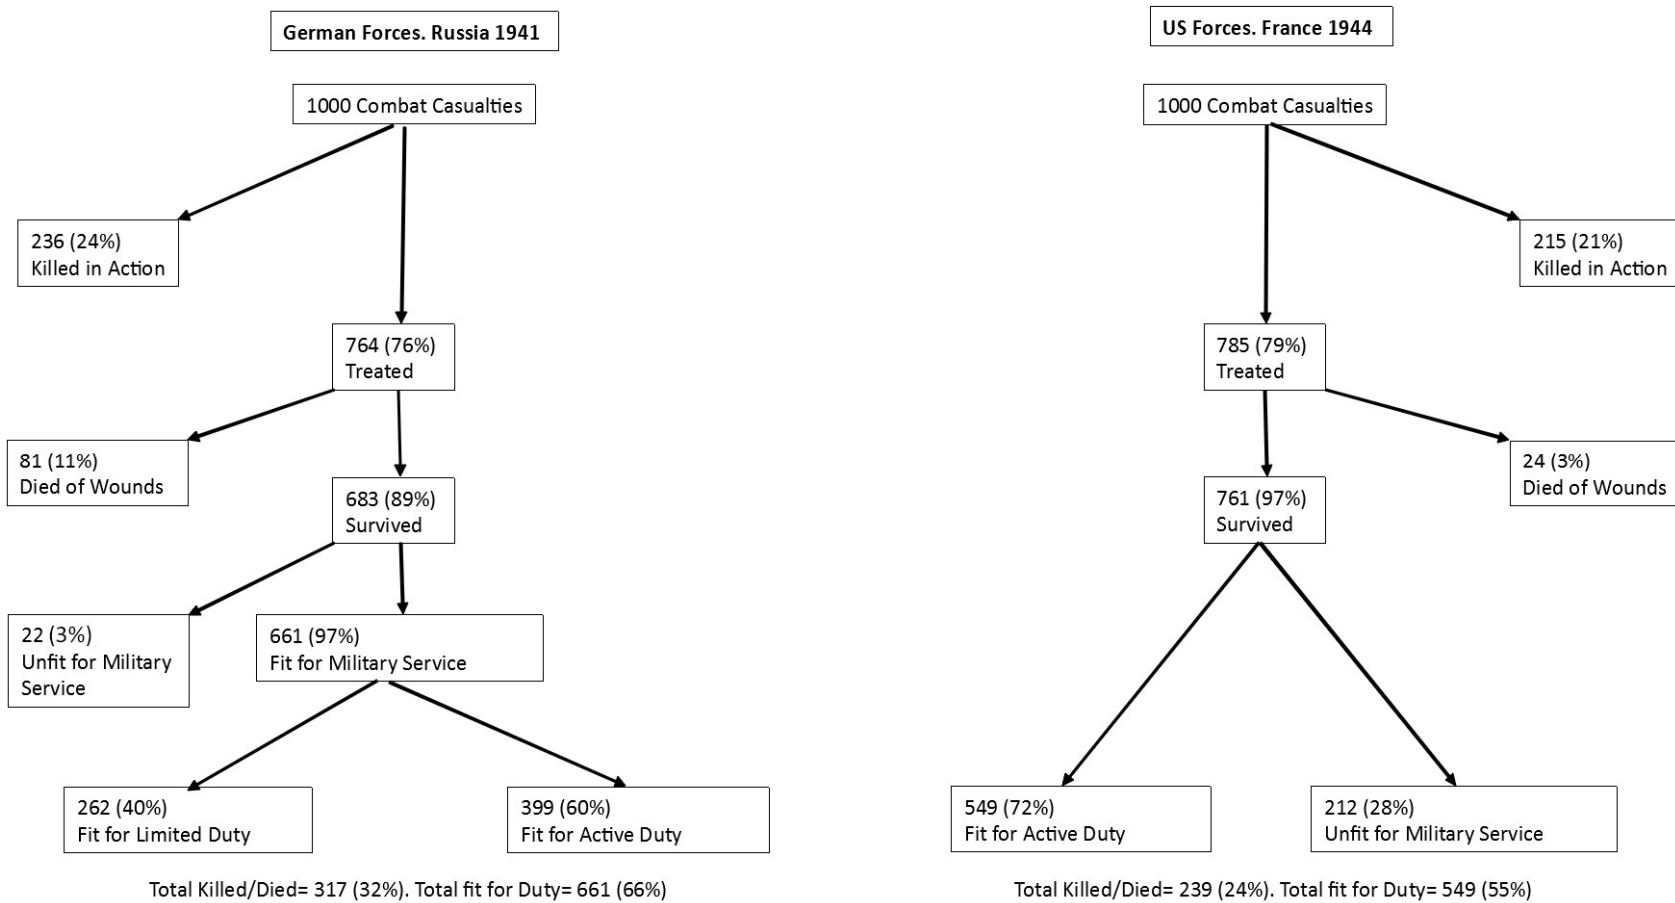 German Forces. Russia 1941
1000 Combat Casualties
236 (24%)
Killed in Action
764 (76%)
Treated
81 (11%)
Died of Wounds
683 (89%)
Survived
22 (3%)
Unfit for Military
Service
661 (97%)
Fit for Military Service
262 (40%)
Fit for Limited Duty
399 (60%)
Fit for Active Duty
Total Killed/Died= 317 (32%). Total fit for Duty= 661 (66%)
US Forces. France 1944
1000 Combat Casualties
215 (21%)
Killed in Action
785 (79%)
Treated
24 (3%)
Died of Wounds
761 (97%)
Survived
549 (72%)
Fit for Active Duty
212 (28%)
Unfit for Military Service
Total Killed/Died= 239 (24%). Total fit for Duty= 549 (55%)